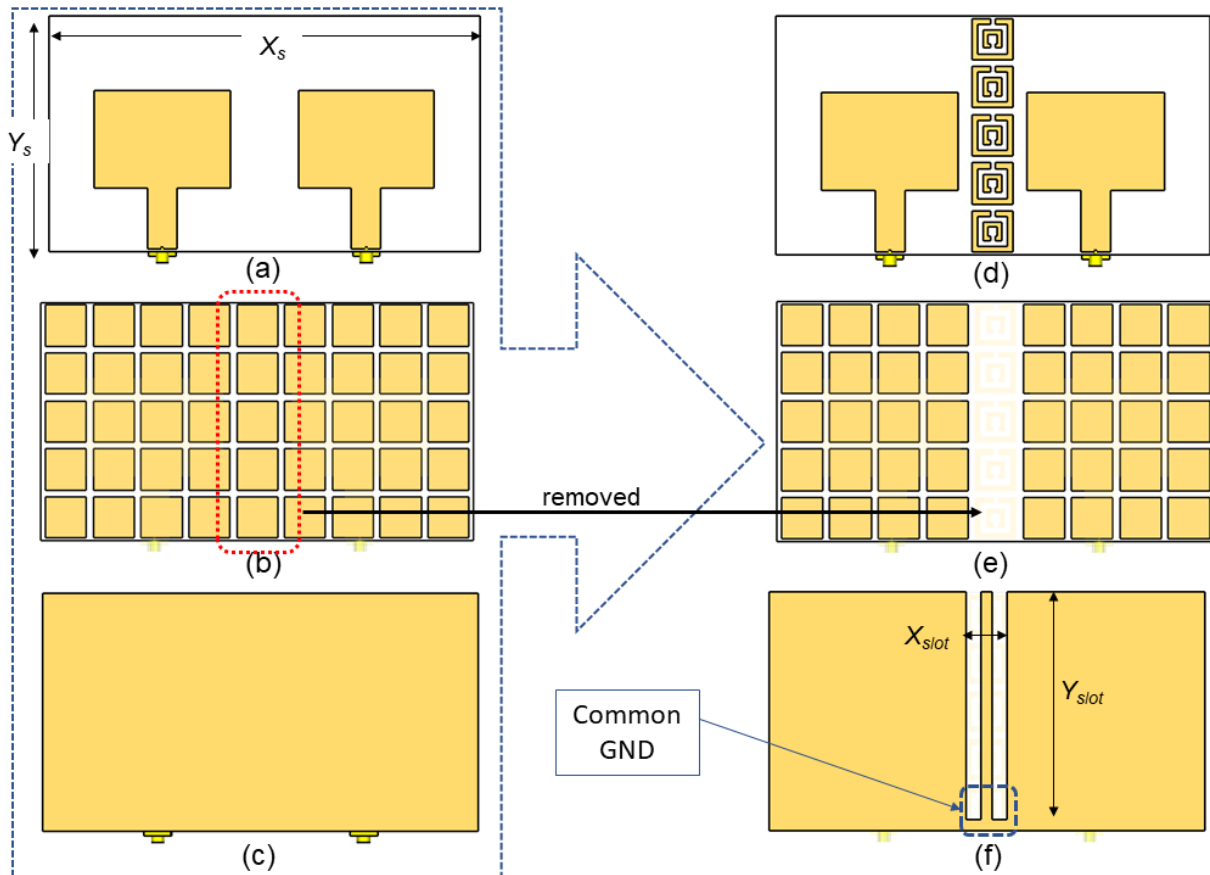 Xs
Ys
(a)
(d)
removed
(b)
(e)
Xslot
Yslot
Common
GND
(c)
(f)